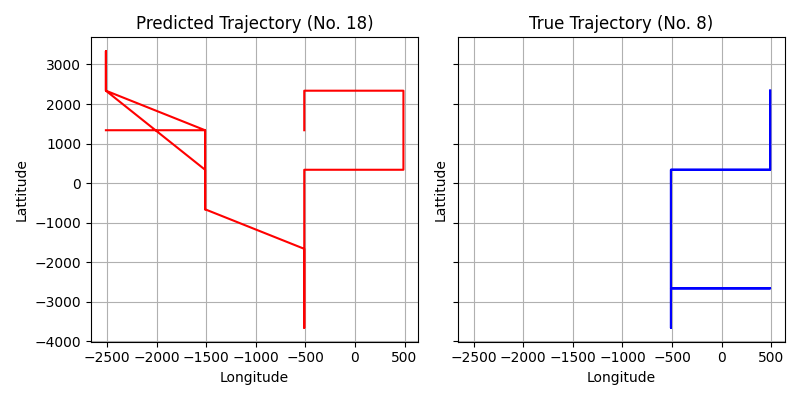 Predicted Trajectory (No. 18)
True Trajectory (No. 8)
3000
2000
1000
0
−1000
−2000
−3000
−4000
Lattitude
Lattitude
−2500 −2000 −1500 −1000 −500 0 500
−2500 −2000 −1500 −1000 −500 0 500
Longitude
Longitude